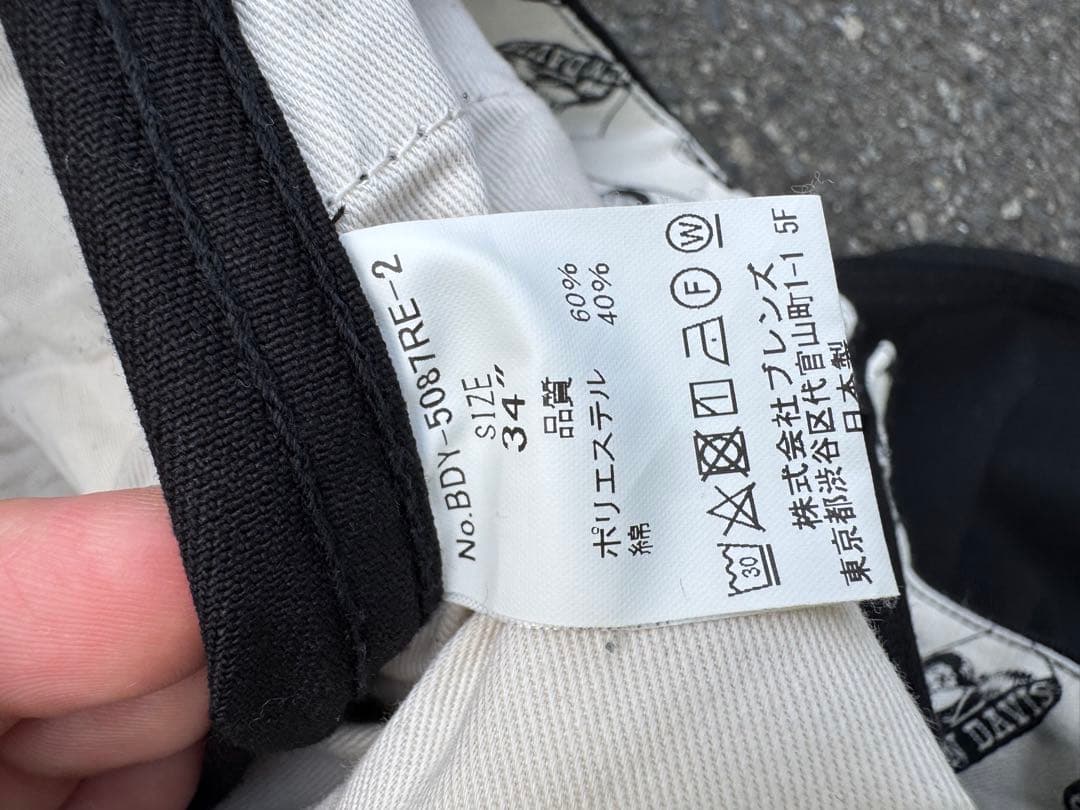 No.BDY-5087RE-2
SIZE
34"
品質
ポリエステル 60%
綿 40%
30 F W
株式会社ブレンズ
東京都渋谷区代官山町1-1 5F
日本製
DAVIS